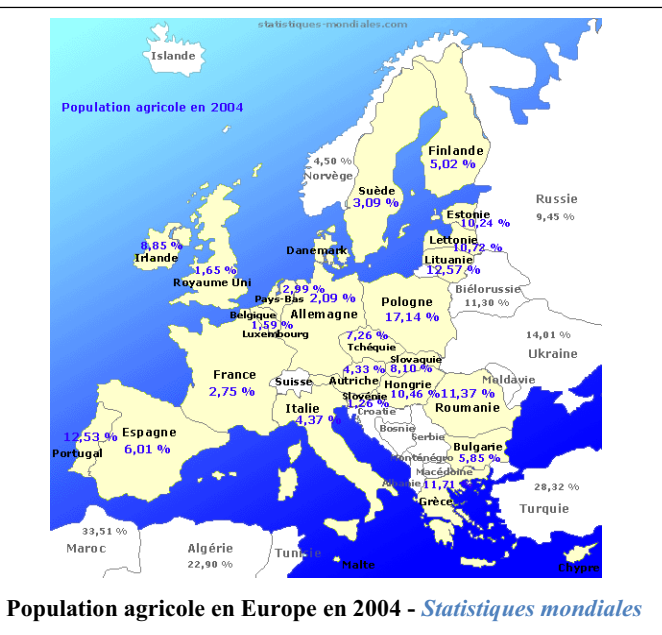 statistiques-mondiales.com
Islande
Population agricole en 2004
4,50 %
Norvège
Finlande
5,02 %
Suède
3,09 %
Russie
9,45 %
Estonie
10,24 %
Lettonie
10,72 %
Lituanie
12,57 %
8,85 %
Irlande
1,65 %
Royaume Uni
Danemark
2,99 %
Pays-Bas
2,09 %
Allemagne
Belgique
1,59 %
Luxembourg
Pologne
17,14 %
Biélorussie
11,30 %
14,01 %
Ukraine
7,26 %
Tchéquie
Slovaquie
8,10 %
4,33 %
Autriche
Hongrie
10,46 %
11,37 %
Roumanie
Moldavie
France
2,75 %
Suisse
Slovénie
1,26 %
Croatie
Italie
4,37 %
Bosnie
Serbie
Bulgarie
5,85 %
Monténégro
Macédoine
Albanie
11,71
Grèce
12,53 %
Portugal
Espagne
6,01 %
28,32 %
Turquie
33,51 %
Maroc
Algérie
22,90 %
Tunisie
Malte
Chypre
Population agricole en Europe en 2004 - Statistiques mondiales